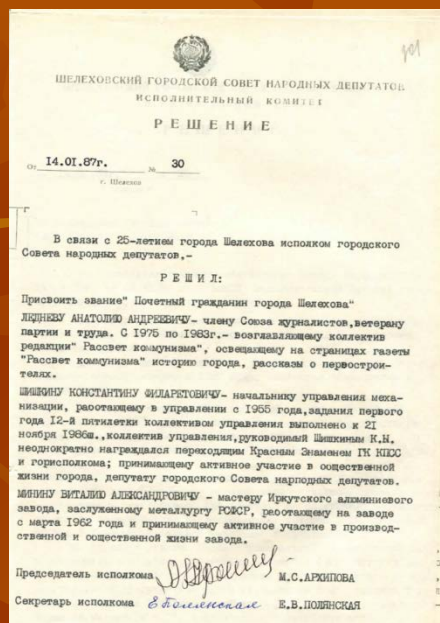 301
ШЕЛЕХОВСКИЙ ГОРОДСКОЙ СОВЕТ НАРОДНЫХ ДЕПУТАТОВ
ИСПОЛНИТЕЛЬНЫЙ КОМИТЕТ
РЕШЕНИЕ
От 14.01.87г. № 30
г. Шелехов
В связи с 25-летием города Шелехова исполком городского
Совета народных депутатов,-
РЕШИЛ:
Присвоить звание" Почетный гражданин города Шелехова"
ЛЕДНЕВУ АНАТОЛИЮ АНДРЕЕВИЧУ- члену Союза журналистов,ветерану
партии и труда. С 1975 по 1983г.- возглавляющему коллектив
редакции" Рассвет коммунизма", освещающему на страницах газеты
"Рассвет коммунизма" историю города, рассказы о первострои-
телях.
ШИШКИНУ КОНСТАНТИНУ ФИЛАРЕТОВИЧУ- начальнику управления меха-
низации, работающему в управлении с 1955 года,задания первого
года 12-й пятилетки коллективом управления выполнено к 21
ноября 1986ш.,коллектив управления,руководимый Шишкиным К.Н.
неоднократно награждался переходящим Красным Знаменем ГК КПСС
и горисполкома; принимающему активное участие в общественной
жизни города, депутату городского Совета нарподных депутатов.
МИНИНУ ВИТАЛИЮ АЛЕКСАНДРОВИЧУ - мастеру Иркутского алюминиевого
завода, заслуженному металлургу РСФСР, работающему на заводе
с марта 1962 года и принимающему активное участие в производ-
ственной и общественной жизни завода.
Председатель исполкома М.С.АРХИПОВА
Секретарь исполкома Е Полянская Е.В.ПОЛЯНСКАЯ